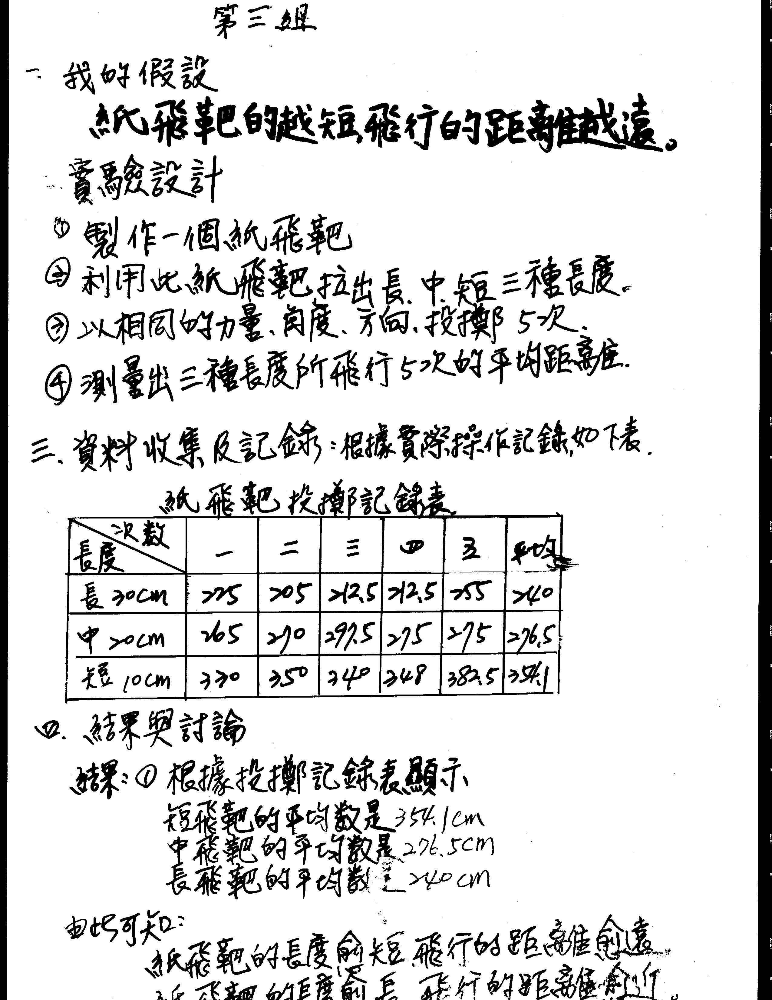 第三組
一. 我的假設
紙飛靶的越短,飛行的距離越遠。
實驗設計
① 製作一個紙飛靶
② 利用此紙飛靶拉出長.中.短三種長度.
③ 以相同的力量、角度、方向、投擲5次.
④ 測量出三種長度所飛行5次的平均距離.
三、資料收集及記錄:根據實際操作記錄,如下表.
紙飛靶投擲記錄表.
次数 長度 一 二 三 四 五 平均
長 30cm 225 205 212.5 212.5 255 240
中 20cm 265 270 297.5 275 275 276.5
短 10cm 330 350 340 348 382.5 354.1
四. 結果與討論
結果:① 根據投擲記錄表顯示
短飛靶的平均数是354.1cm
中飛靶的平均数是276.5cm
長飛靶的平均数 240cm
由此可知:
紙飛靶的長度愈短,飛行的距離愈遠
紙飛靶的長度愈長,飛行的距離愈近.